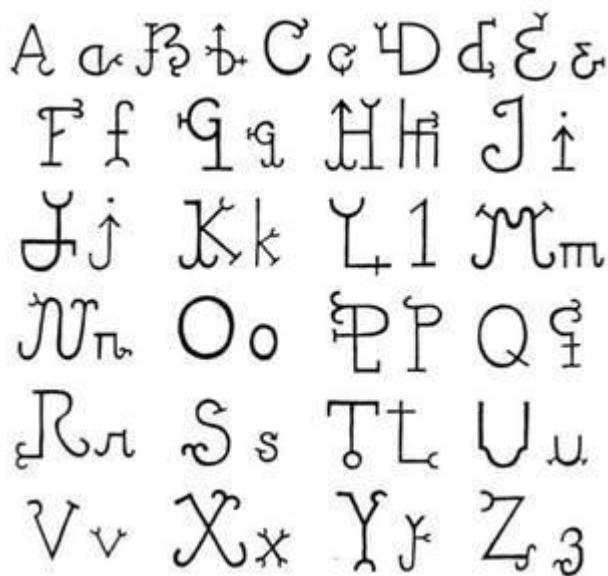 A a B b C c D d E e
F f G g H h I i
J j K k L l M m
N n O o P p Q q
R r S s T t U u
V v X x Y y Z z